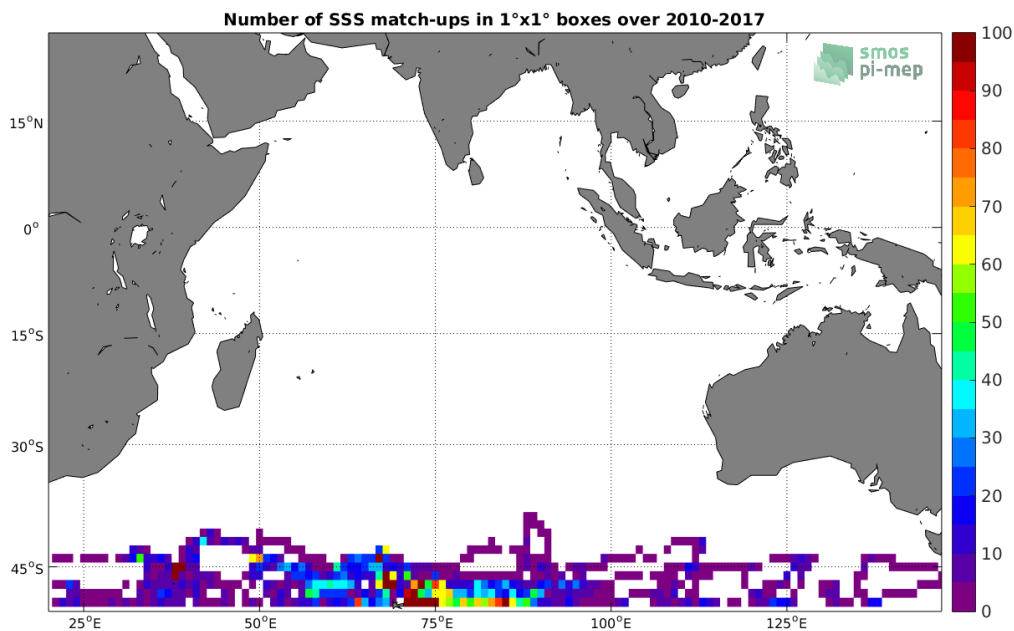 Number of SSS match-ups in 1°x1° boxes over 2010-2017
smos
pi-mep
100
90
80
70
60
50
40
30
20
10
0
15°N
0°
15°S
30°S
45°S
25°E
50°E
75°E
100°E
125°E